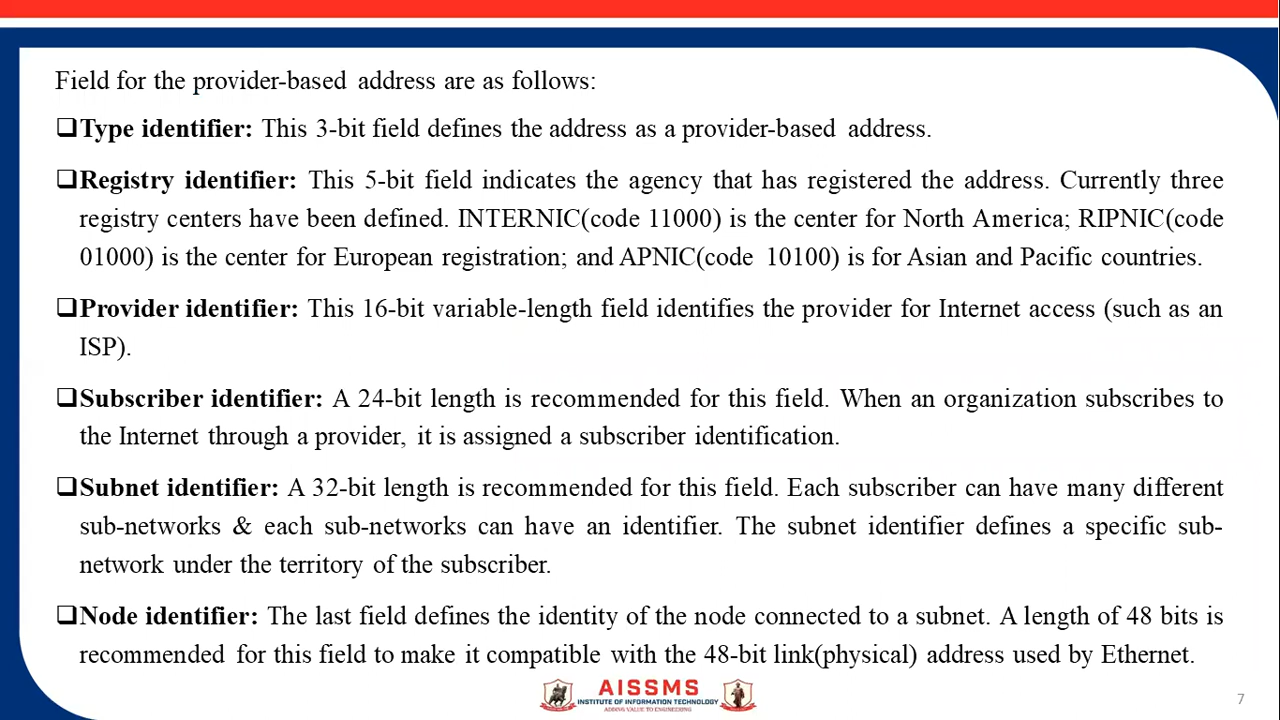 Field for the provider-based address are as follows:
❑Type identifier: This 3-bit field defines the address as a provider-based address.
❑Registry identifier: This 5-bit field indicates the agency that has registered the address. Currently three
registry centers have been defined. INTERNIC(code 11000) is the center for North America; RIPNIC(code
01000) is the center for European registration; and APNIC(code 10100) is for Asian and Pacific countries.
❑Provider identifier: This 16-bit variable-length field identifies the provider for Internet access (such as an
ISP).
❑Subscriber identifier: A 24-bit length is recommended for this field. When an organization subscribes to
the Internet through a provider, it is assigned a subscriber identification.
❑Subnet identifier: A 32-bit length is recommended for this field. Each subscriber can have many different
sub-networks & each sub-networks can have an identifier. The subnet identifier defines a specific sub-
network under the territory of the subscriber.
❑Node identifier: The last field defines the identity of the node connected to a subnet. A length of 48 bits is
recommended for this field to make it compatible with the 48-bit link(physical) address used by Ethernet.
AISSMS
INSTITUTE OF INFORMATION TECHNOLOGY
ADDING VALUE TO ENGINEERING
7